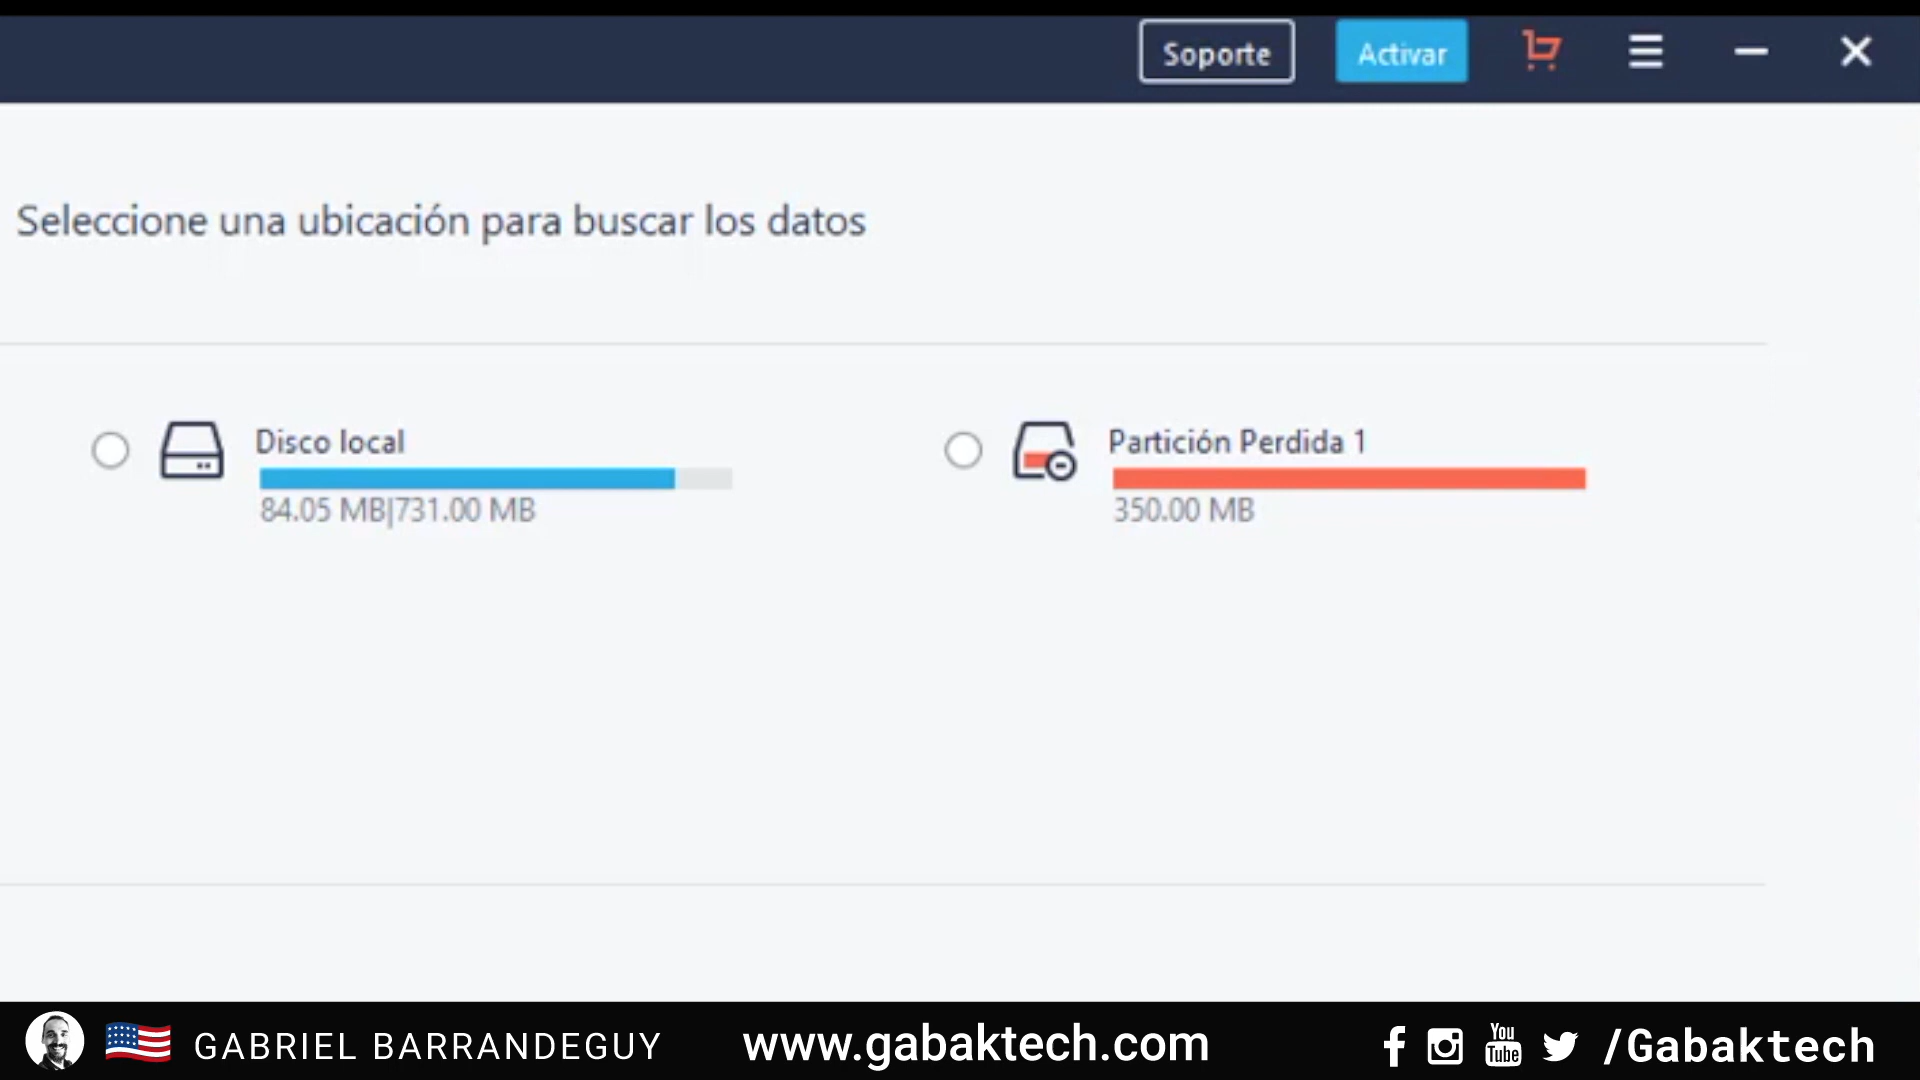 Soporte
Activar
Seleccione una ubicación para buscar los datos
Disco local
84.05 MB|731.00 MB
Partición Perdida 1
350.00 MB
GABRIEL BARRANDEGUY
www.gabaktech.com
You
Tube
/Gabaktech